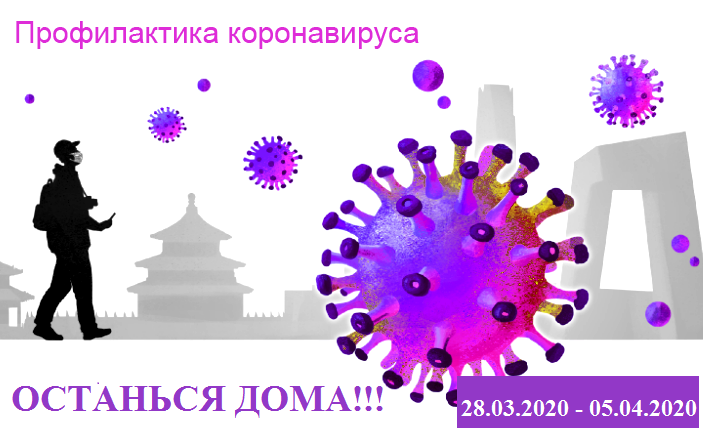 Профилактика коронавируса
ОСТАНЬСЯ ДОМА!!!
28.03.2020 - 05.04.2020